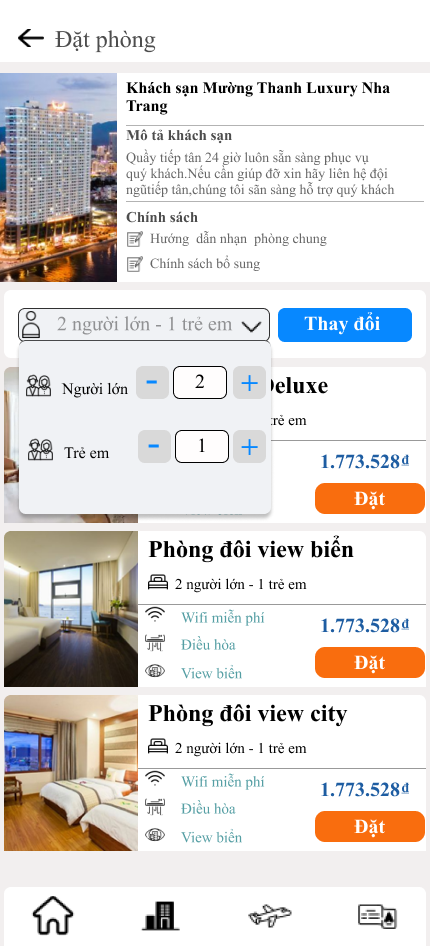 Đặt phòng
Khách sạn Mường Thanh Luxury Nha
Trang
Mô tả khách sạn
Quầy tiếp tân 24 giờ luôn sẵn sàng phục vụ
quý khách.Nếu cần giúp đỡ xin hãy liên hệ đội
ngũtiếp tân,chúng tôi sãn sàng hỗ trợ quý khách
Chính sách
Hướng dẫn nhạn phòng chung
Chính sách bổ sung
2 người lớn - 1 trẻ em
Thay đổi
Người lớn
-
2
+
Trẻ em
-
1
+
Deluxe
trẻ em
1.773.528đ
Đặt
Phòng đôi view biển
2 người lớn - 1 trẻ em
Wifi miễn phí
Điều hòa
View biển
1.773.528đ
Đặt
Phòng đôi view city
2 người lớn - 1 trẻ em
Wifi miễn phí
Điều hòa
View biển
1.773.528đ
Đặt